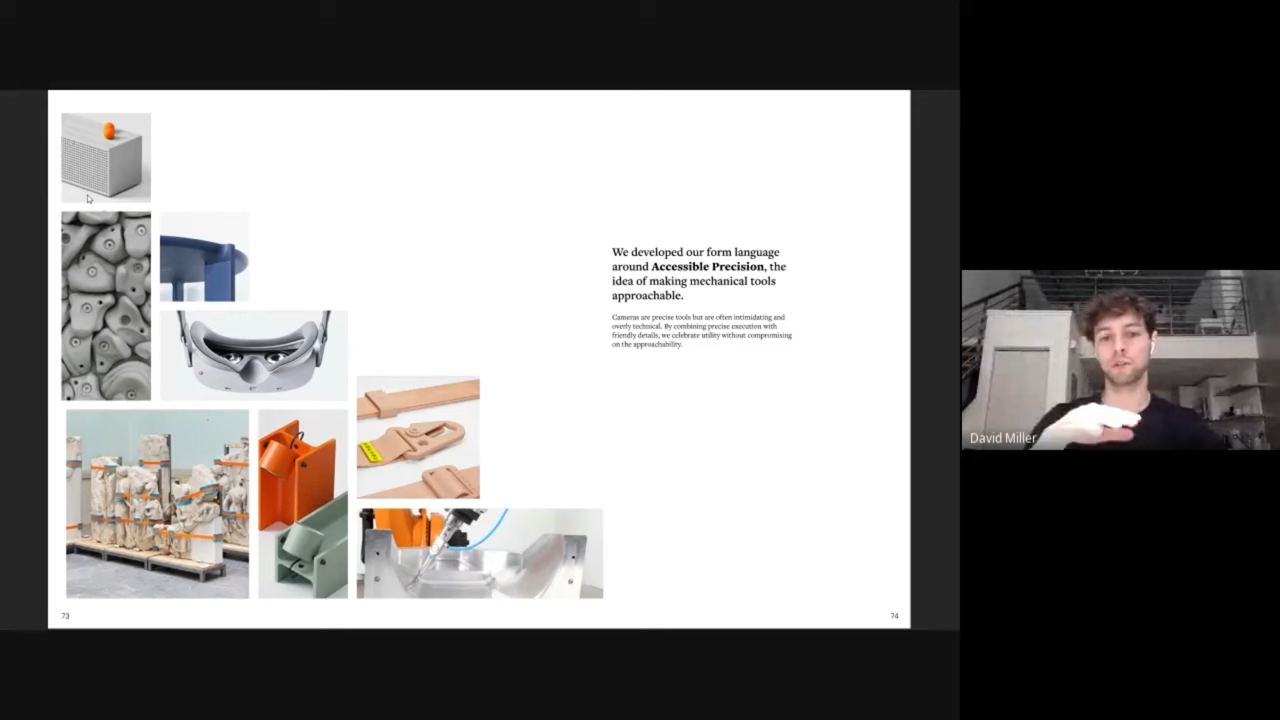 We developed our form language
around Accessible Precision, the
idea of making mechanical tools
approachable.
Cameras are precise tools but are often intimidating and
overly technical. By combining precise execution with
friendly details, we celebrate utility without compromising
on the approachability.
73
74
David Miller